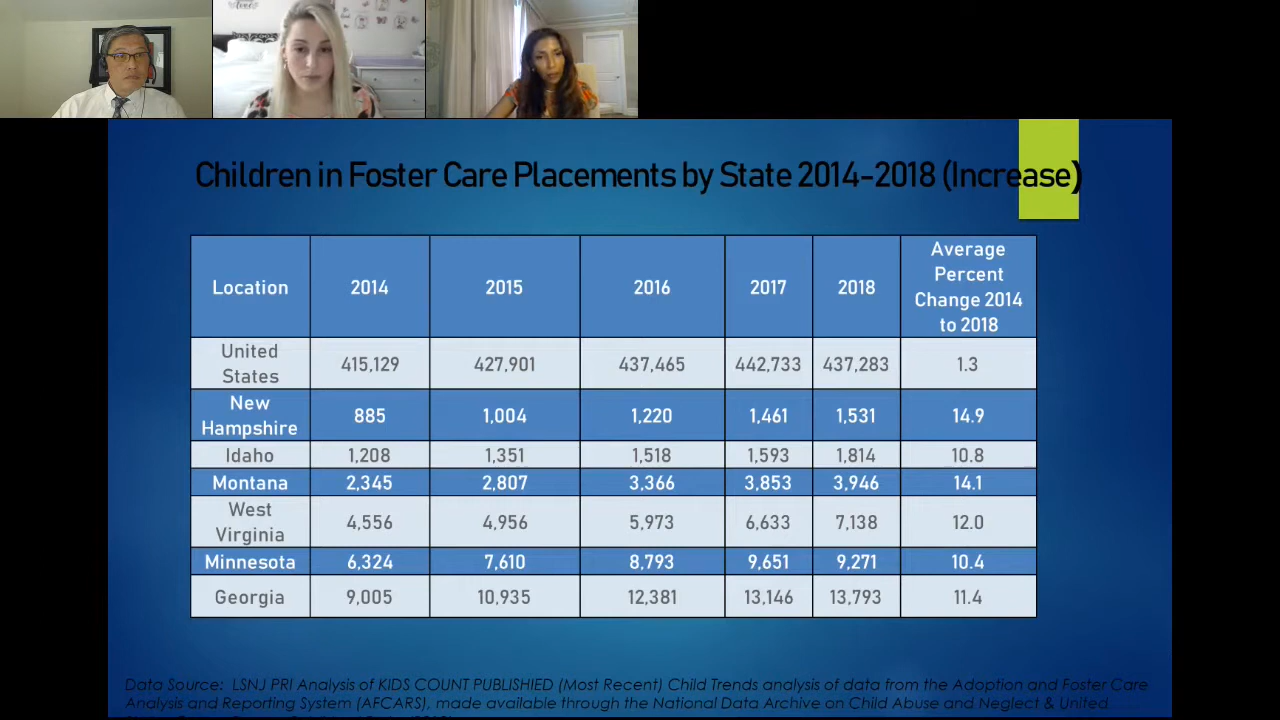 Children in Foster Care Placements by State 2014-2018 (Increase)
Location 2014 2015 2016 2017 2018 Average Percent Change 2014 to 2018
United States 415,129 427,901 437,465 442,733 437,283 1.3
New Hampshire 885 1,004 1,220 1,461 1,531 14.9
Idaho 1,208 1,351 1,518 1,593 1,814 10.8
Montana 2,345 2,807 3,366 3,853 3,946 14.1
West Virginia 4,556 4,956 5,973 6,633 7,138 12.0
Minnesota 6,324 7,610 8,793 9,651 9,271 10.4
Georgia 9,005 10,935 12,381 13,146 13,793 11.4
Data Source: LSNJ PRI Analysis of KIDS COUNT PUBLISHIED (Most Recent) Child Trends analysis of data from the Adoption and Foster Care
Analysis and Reporting System (AFCARS), made available through the National Data Archive on Child Abuse and Neglect & United